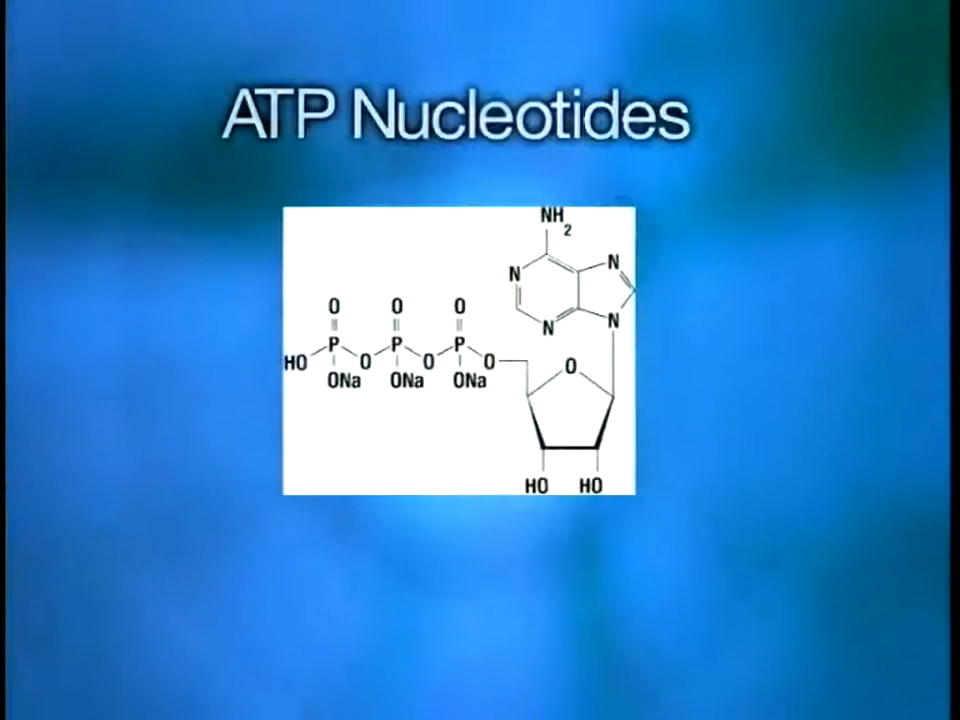 ATP Nucleotides
NH2
N N
N N
O O O
HO P O P O P O O
ONa ONa ONa
HO HO